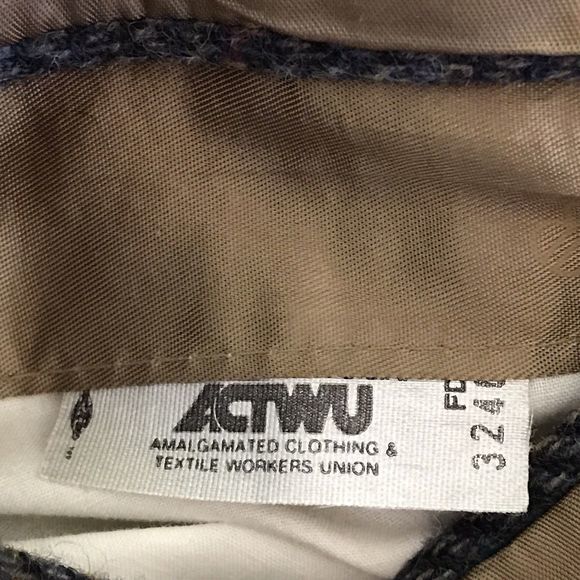 ACTWU
AMALGAMATED CLOTHING &
TEXTILE WORKERS UNION